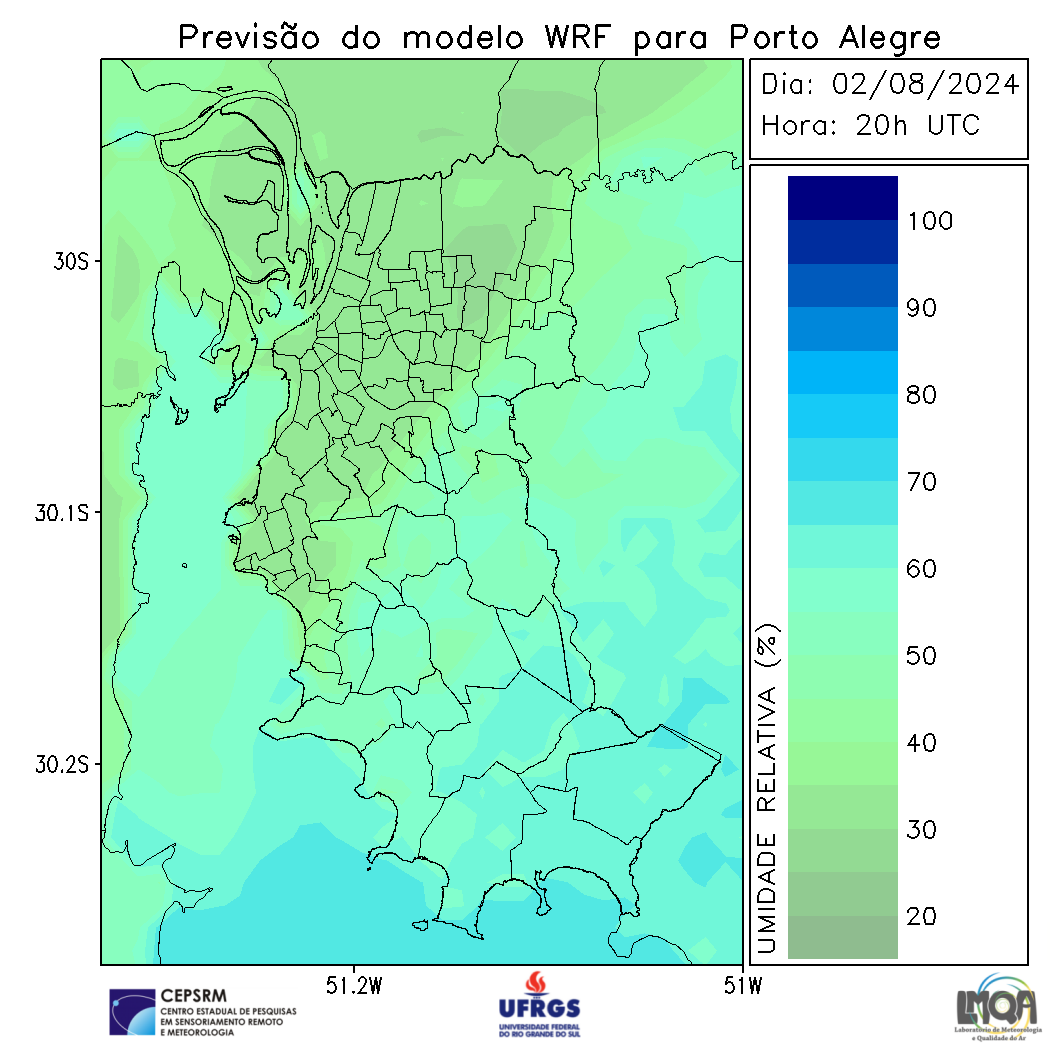 Previsão do modelo WRF para Porto Alegre
Dia: 02/08/2024
Hora: 20h UTC
30S
30.1S
30.2S
51.2W
51W
UMIDADE RELATIVA (%)
100
90
80
70
60
50
40
30
20
CEPSRM
CENTRO ESTADUAL DE PESQUISAS
EM SENSORIAMENTO REMOTO
E METEOROLOGIA
UFRGS
UNIVERSIDADE FEDERAL
DO RIO GRANDE DO SUL
LMQA
Laboratório de Meteorologia
e Qualidade do Ar